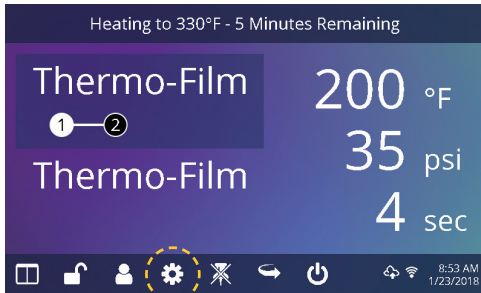 Heating to 330°F - 5 Minutes Remaining
Thermo-Film
1 2
Thermo-Film
200 °F
35 psi
4 sec
8:53 AM
1/23/2018